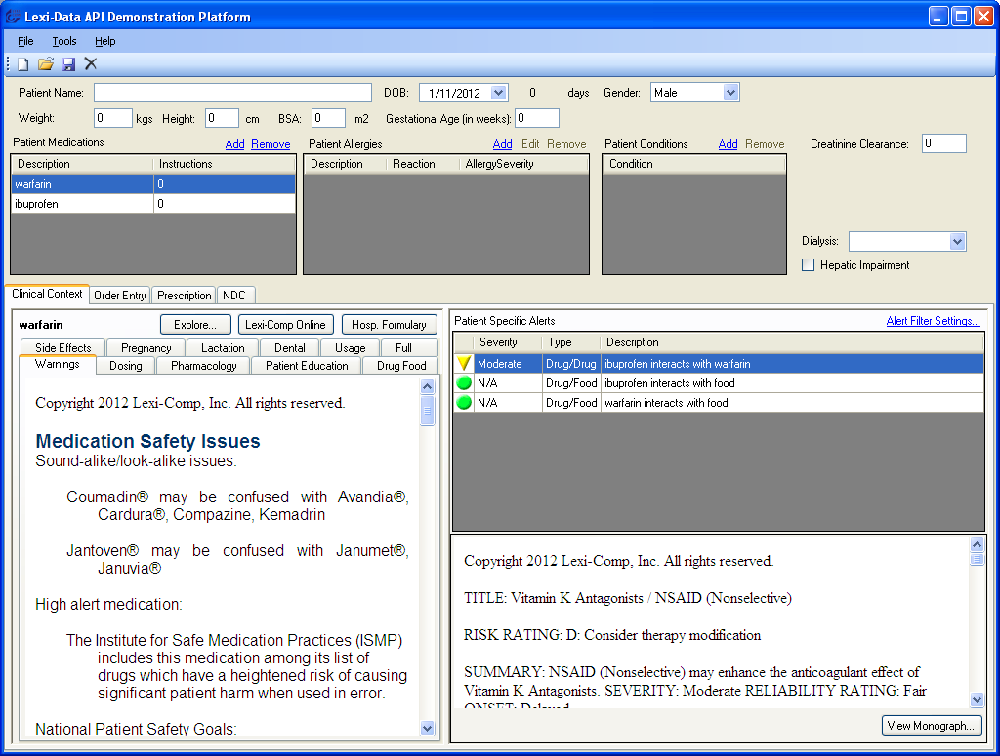 Lexi-Data API Demonstration Platform
File Tools Help
Patient Name: DOB: 1/11/2012 0 days Gender: Male
Weight: 0 kgs Height: 0 cm BSA: 0 m2 Gestational Age (in weeks): 0
Patient Medications Add Remove Patient Allergies Add Edit Remove Patient Conditions Add Remove Creatinine Clearance: 0
Description Instructions Description Reaction AllergySeverity Condition
warfarin 0
ibuprofen 0
Dialysis:
Hepatic Impairment
Clinical Context Order Entry Prescription NDC
warfarin Explore... Lexi-Comp Online Hosp. Formulary
Side Effects Pregnancy Lactation Dental Usage Full
Warnings Dosing Pharmacology Patient Education Drug Food
Copyright 2012 Lexi-Comp, Inc. All rights reserved.
Medication Safety Issues
Sound-alike/look-alike issues:
Coumadin® may be confused with Avandia®,
Cardura®, Compazine, Kemadrin
Jantoven® may be confused with Janumet®,
Januvia®
High alert medication:
The Institute for Safe Medication Practices (ISMP)
includes this medication among its list of
drugs which have a heightened risk of causing
significant patient harm when used in error.
National Patient Safety Goals:
Patient Specific Alerts Alert Filter Settings...
Severity Type Description
Moderate Drug/Drug ibuprofen interacts with warfarin
N/A Drug/Food ibuprofen interacts with food
N/A Drug/Food warfarin interacts with food
Copyright 2012 Lexi-Comp, Inc. All rights reserved.
TITLE: Vitamin K Antagonists / NSAID (Nonselective)
RISK RATING: D: Consider therapy modification
SUMMARY: NSAID (Nonselective) may enhance the anticoagulant effect of
Vitamin K Antagonists. SEVERITY: Moderate RELIABILITY RATING: Fair
ONSET: Delayed
View Monograph...